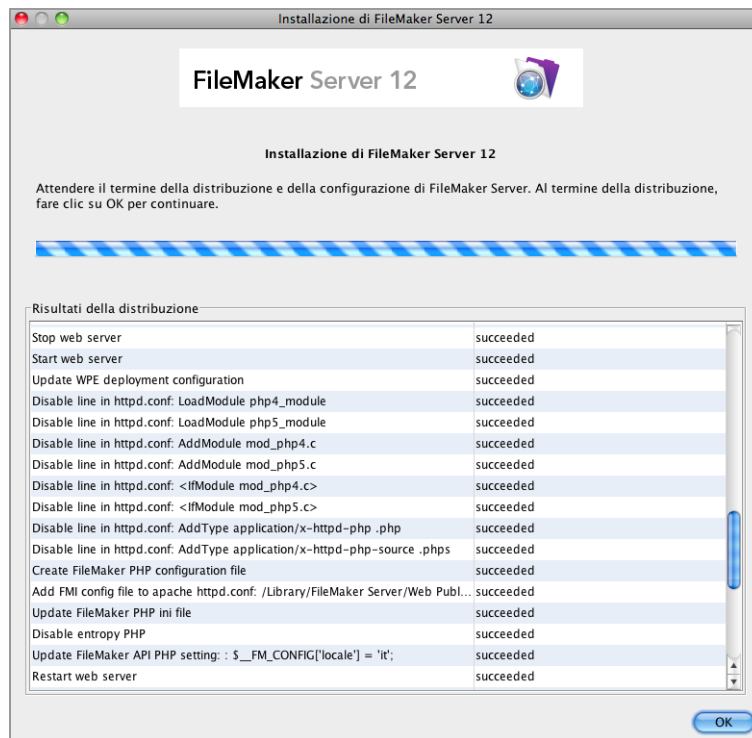 Installazione di FileMaker Server 12
FileMaker Server 12
Installazione di FileMaker Server 12
Attendere il termine della distribuzione e della configurazione di FileMaker Server. Al termine della distribuzione,
fare clic su OK per continuare.
Risultati della distribuzione
Stop web server succeeded
Start web server succeeded
Update WPE deployment configuration succeeded
Disable line in httpd.conf: LoadModule php4_module succeeded
Disable line in httpd.conf: LoadModule php5_module succeeded
Disable line in httpd.conf: AddModule mod_php4.c succeeded
Disable line in httpd.conf: AddModule mod_php5.c succeeded
Disable line in httpd.conf: <IfModule mod_php4.c> succeeded
Disable line in httpd.conf: <IfModule mod_php5.c> succeeded
Disable line in httpd.conf: AddType application/x-httpd-php .php succeeded
Disable line in httpd.conf: AddType application/x-httpd-php-source .phps succeeded
Create FileMaker PHP configuration file succeeded
Add FMI config file to apache httpd.conf: /Library/FileMaker Server/Web Publ... succeeded
Update FileMaker PHP ini file succeeded
Disable entropy PHP succeeded
Update FileMaker API PHP setting: : $__FM_CONFIG['locale'] = 'it'; succeeded
Restart web server succeeded
OK